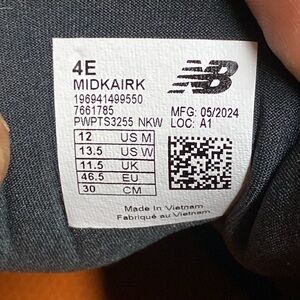 4E
MIDKAIRK
196941499550
7661785
PWPTS3255 NKW
MFG: 05/2024
LOC: A1
12 US M
13.5 US W
11.5 UK
46.5 EU
30 CM
Made in Vietnam
Fabriqué au Vietnam